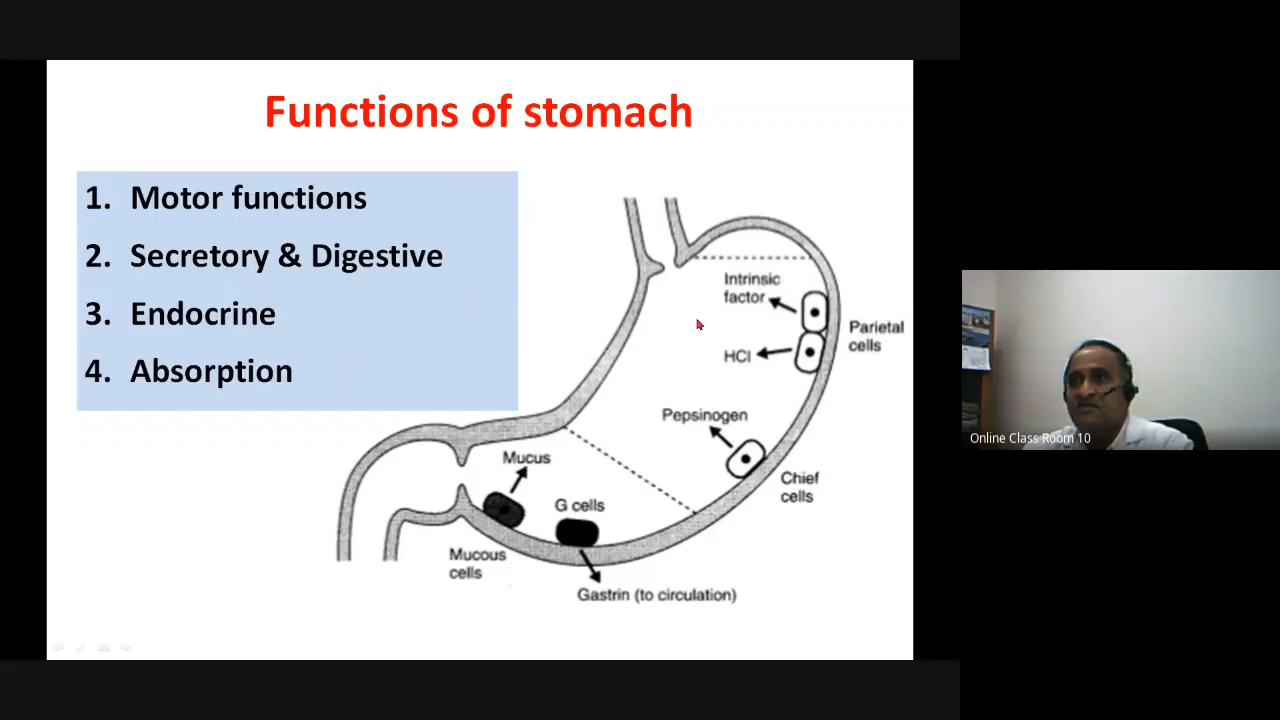 Functions of stomach
1. Motor functions
2. Secretory & Digestive
3. Endocrine
4. Absorption
Intrinsic
factor
Parietal
cells
HCl
Pepsinogen
Chief
cells
Mucus
G cells
Mucous
cells
Gastrin (to circulation)
Online Class Room 10